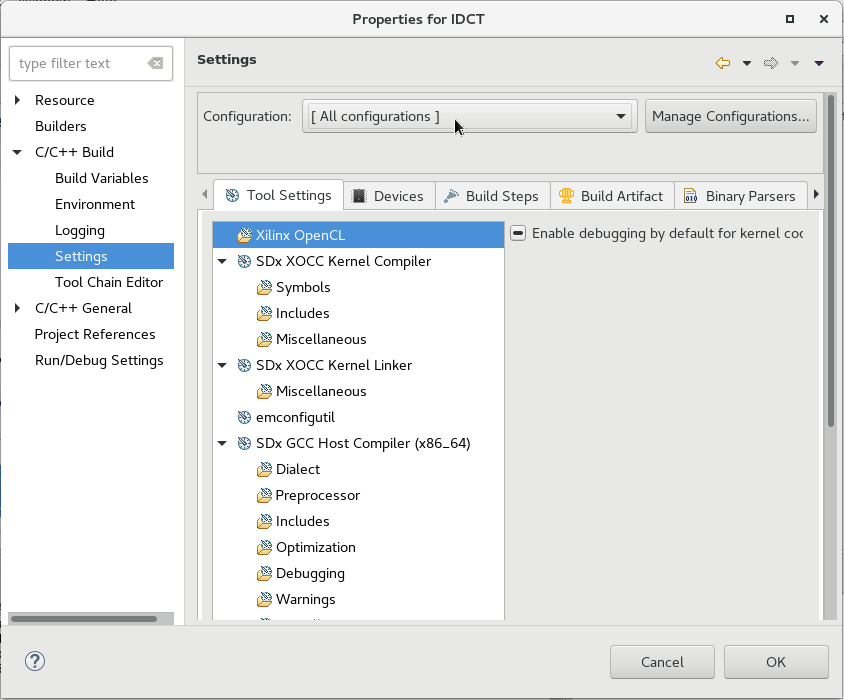 Properties for IDCT
type filter text
Resource
Builders
C/C++ Build
Build Variables
Environment
Logging
Settings
Tool Chain Editor
C/C++ General
Project References
Run/Debug Settings
Settings
Configuration: [ All configurations ] Manage Configurations...
Tool Settings Devices Build Steps Build Artifact Binary Parsers
Xilinx OpenCL
SDx XOCC Kernel Compiler
Symbols
Includes
Miscellaneous
SDx XOCC Kernel Linker
Miscellaneous
emconfigutil
SDx GCC Host Compiler (x86_64)
Dialect
Preprocessor
Includes
Optimization
Debugging
Warnings
Enable debugging by default for kernel
Cancel OK